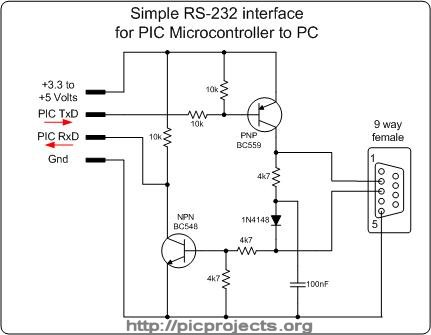 Simple RS-232 interface
for PIC Microcontroller to PC
+3.3 to
+5 Volts
10k
PIC TxD
10k
9 way
female
PIC RxD
10k
PNP
BC559
1
Gnd
4k7
5
NPN
BC548
1N4148
4k7
4k7
100nF
http://picprojects.org